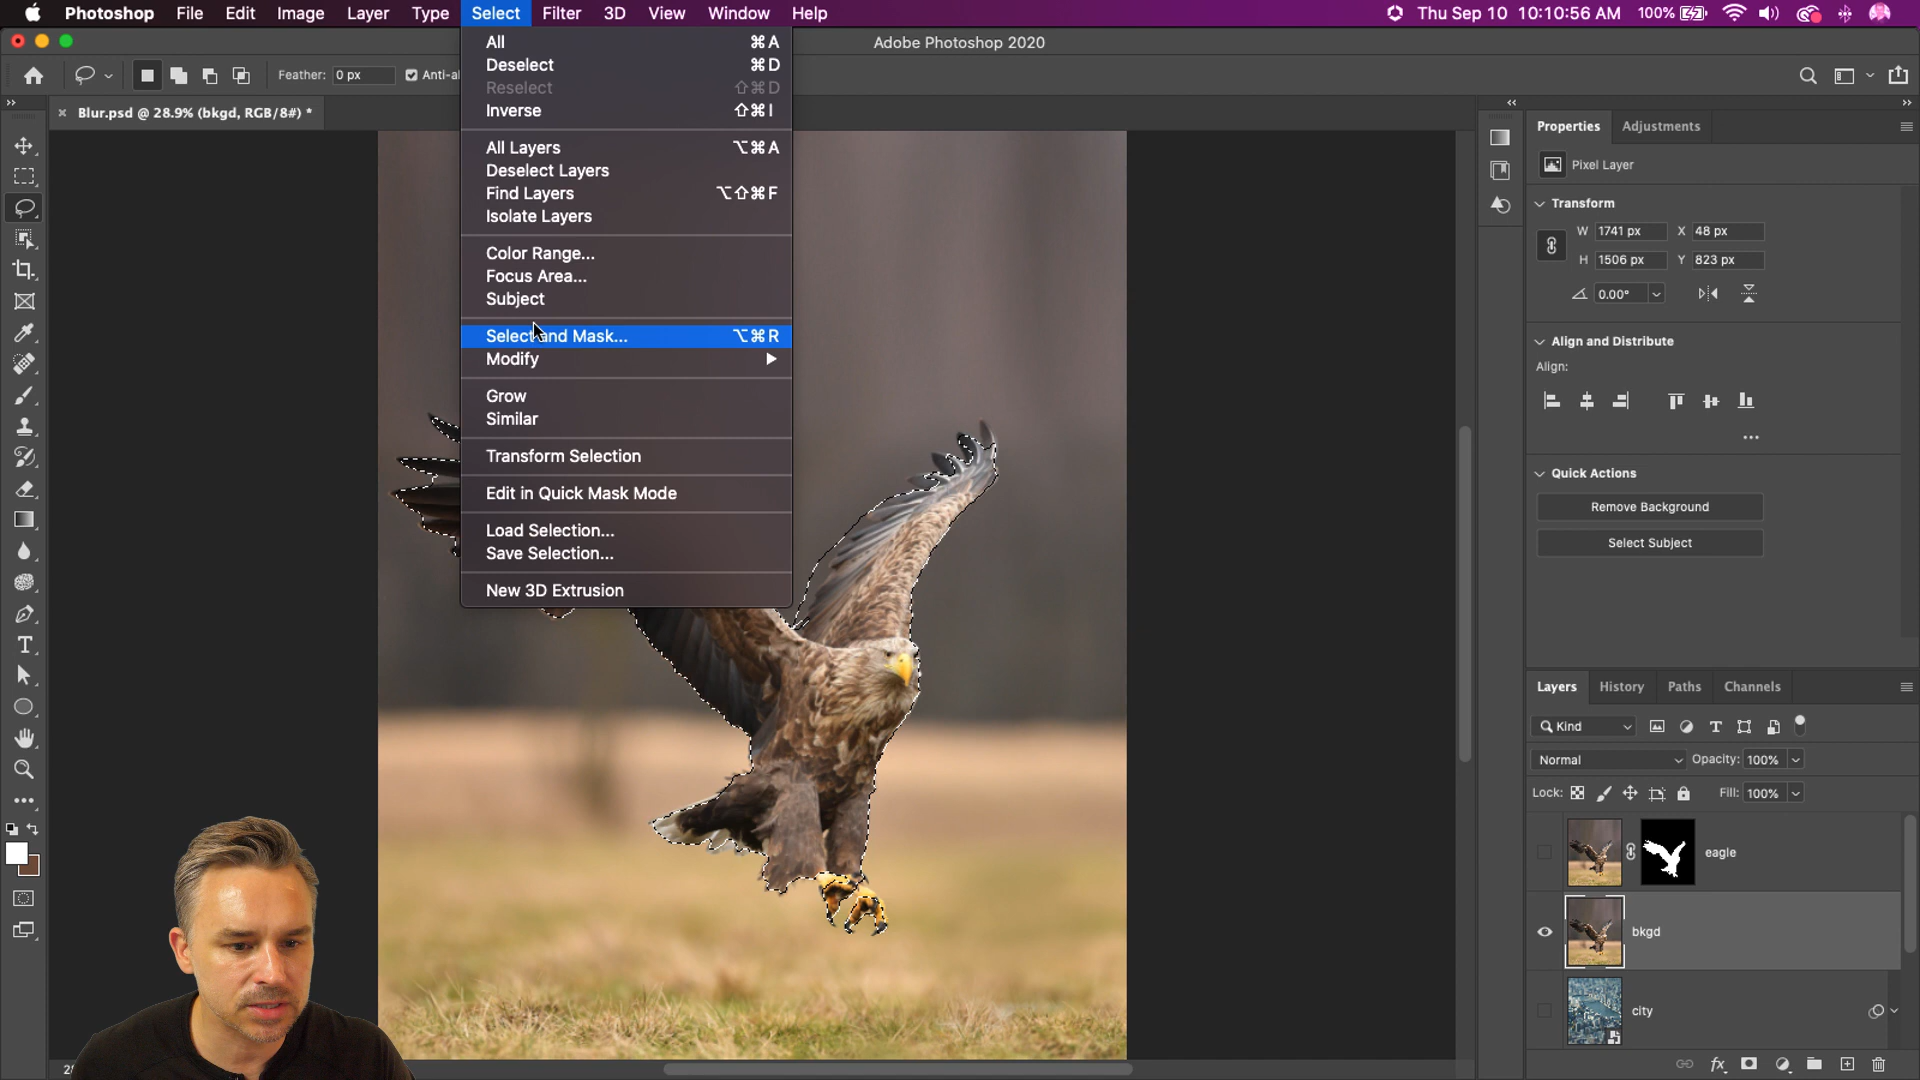 Photoshop File Edit Image Layer Type Select Filter 3D View Window Help
Thu Sep 10 10:10:56 AM 100%
Adobe Photoshop 2020
Feather: 0 px Anti-al
Blur.psd @ 28.9% (bkgd, RGB/8#) *
All ⌘A
Deselect ⌘D
Reselect ⇧⌘D
Inverse ⇧⌘I
All Layers ⌥⌘A
Deselect Layers
Find Layers ⌥⇧⌘F
Isolate Layers
Color Range...
Focus Area...
Subject
Select and Mask... ⌥⌘R
Modify
Grow
Similar
Transform Selection
Edit in Quick Mask Mode
Load Selection...
Save Selection...
New 3D Extrusion
Properties Adjustments
Pixel Layer
Transform
W 1741 px X 48 px
H 1506 px Y 823 px
0.00°
Align and Distribute
Align:
Quick Actions
Remove Background
Select Subject
Layers History Paths Channels
Kind
Normal Opacity: 100%
Lock: Fill: 100%
eagle
bkgd
city